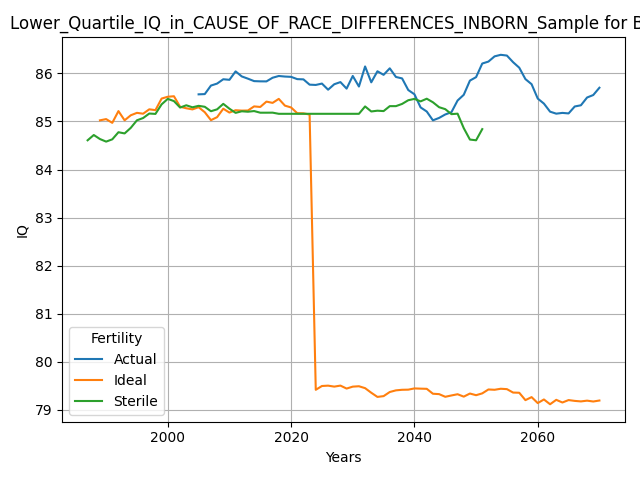 Lower_Quartile_IQ_in_CAUSE_OF_RACE_DIFFERENCES_INBORN_Sample for
86
85
84
83
82
81
80
79
IQ
Fertility
Actual
Ideal
Sterile
2000 2020 2040 2060
Years